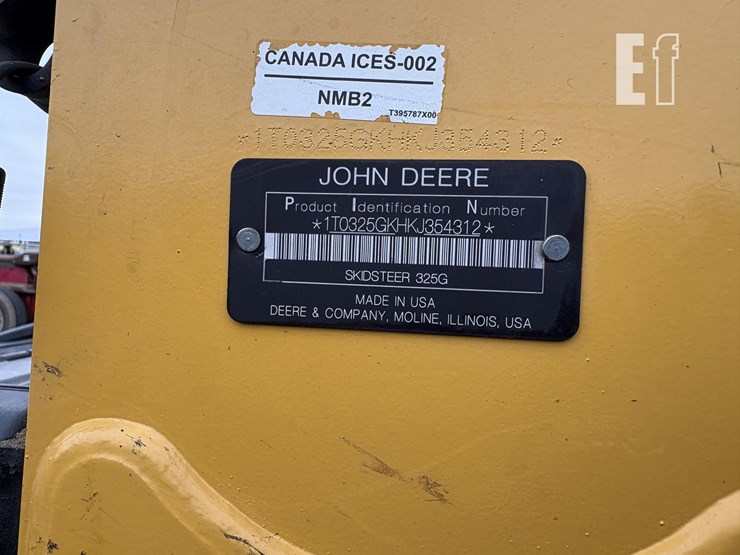 Ef
CANADA ICES-002
NMB2
T395787X00
*1T0325GKHKJ354312*
JOHN DEERE
Product Identification Number
*1T0325GKHKJ354312*
SKIDSTEER 325G
MADE IN USA
DEERE & COMPANY, MOLINE, ILLINOIS, USA